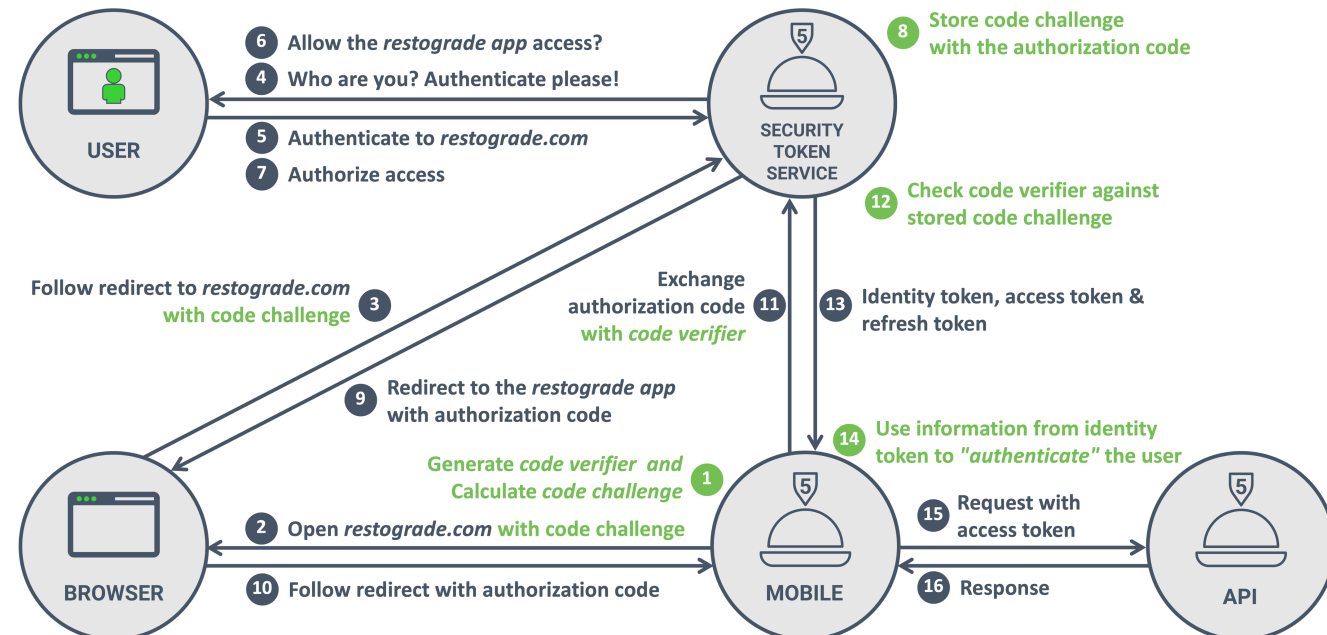 6 Allow the restograde app access?
4 Who are you? Authenticate please!
5 Authenticate to restograde.com
7 Authorize access
USER
5
SECURITY
TOKEN
SERVICE
8 Store code challenge
with the authorization code
12 Check code verifier against
stored code challenge
Follow redirect to restograde.com
with code challenge 3
Exchange
authorization code 11
with code verifier
13 Identity token, access token &
refresh token
9 Redirect to the restograde app
with authorization code
14 Use information from identity
token to "authenticate" the user
Generate code verifier and
Calculate code challenge 1
2 Open restograde.com with code challenge
10 Follow redirect with authorization code
BROWSER
5
MOBILE
15 Request with
access token
16 Response
5
API